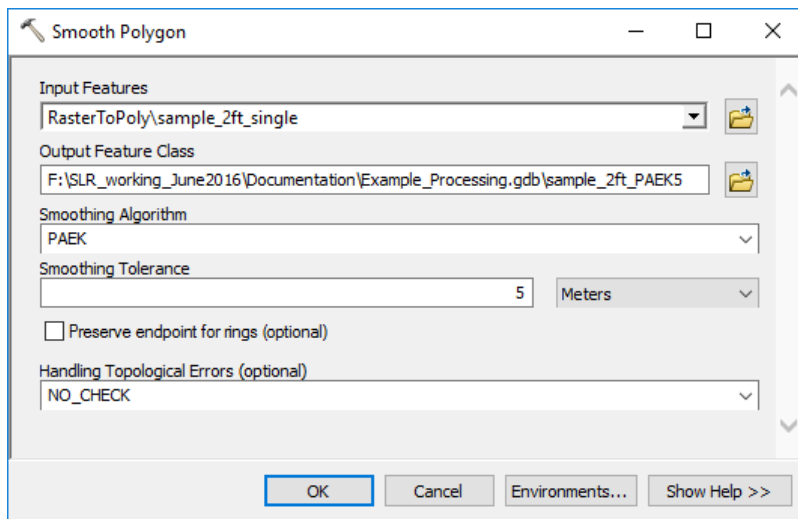 Smooth Polygon
Input Features
RasterToPoly\sample_2ft_single
Output Feature Class
F:\SLR_working_June2016\Documentation\Example_Processing.gdb\sample_2ft_PAEK5
Smoothing Algorithm
PAEK
Smoothing Tolerance
5 Meters
Preserve endpoint for rings (optional)
Handling Topological Errors (optional)
NO_CHECK
OK Cancel Environments... Show Help >>